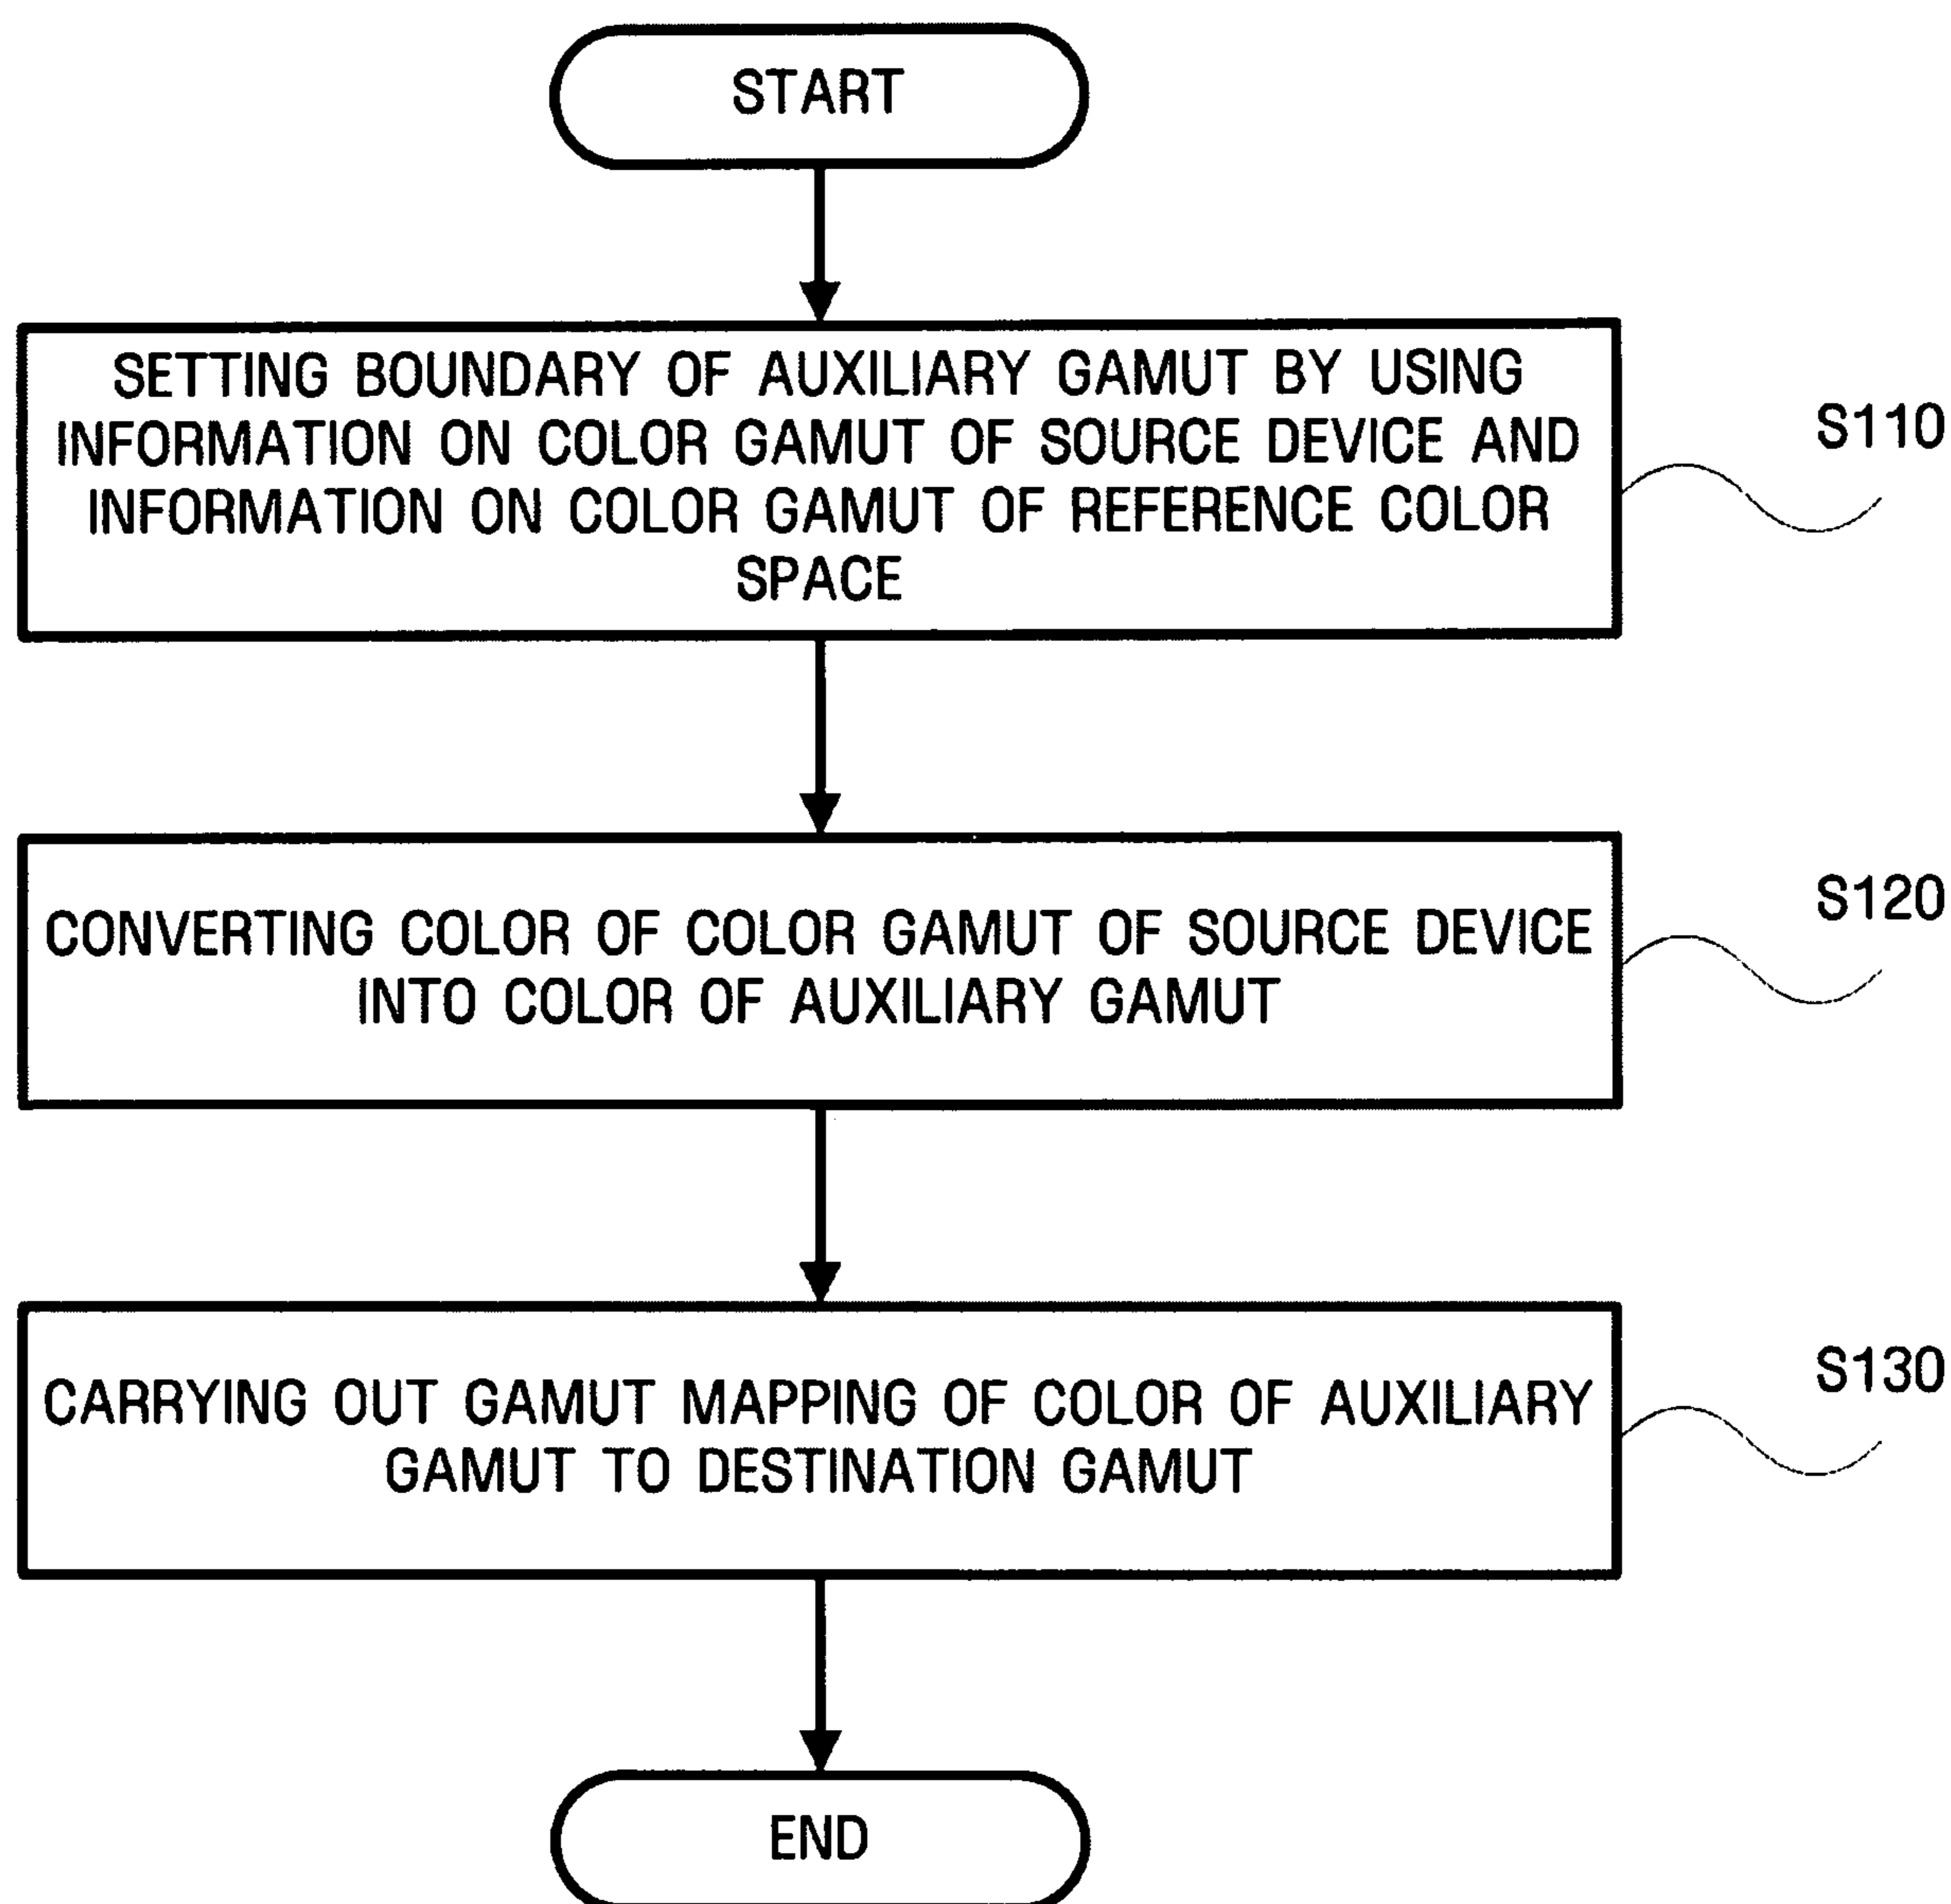 START
SETTING BOUNDARY OF AUXILIARY GAMUT BY USING
INFORMATION ON COLOR GAMUT OF SOURCE DEVICE AND
INFORMATION ON COLOR GAMUT OF REFERENCE COLOR
SPACE
S110
CONVERTING COLOR OF COLOR GAMUT OF SOURCE DEVICE
INTO COLOR OF AUXILIARY GAMUT
S120
CARRYING OUT GAMUT MAPPING OF COLOR OF AUXILIARY
GAMUT TO DESTINATION GAMUT
S130
END